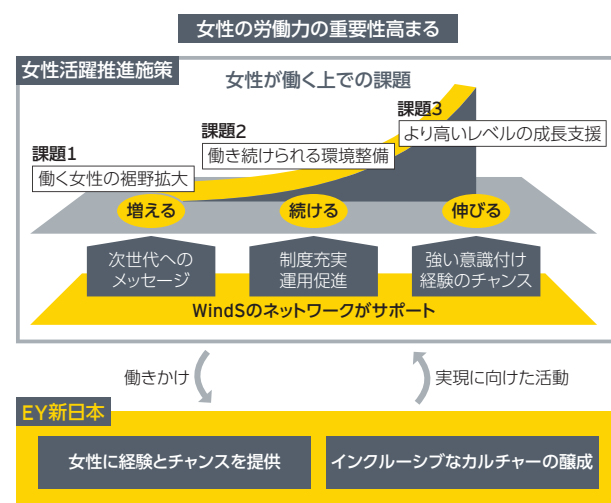 女性の労働力の重要性高まる
女性活躍推進施策
女性が働く上での課題
課題1
働く女性の裾野拡大
課題2
働き続けられる環境整備
課題3
より高いレベルの成長支援
増える
続ける
伸びる
次世代への
メッセージ
制度充実
運用促進
強い意識付け
経験のチャンス
WindSのネットワークがサポート
働きかけ
実現に向けた活動
EY新日本
女性に経験とチャンスを提供
インクルーシブなカルチャーの醸成